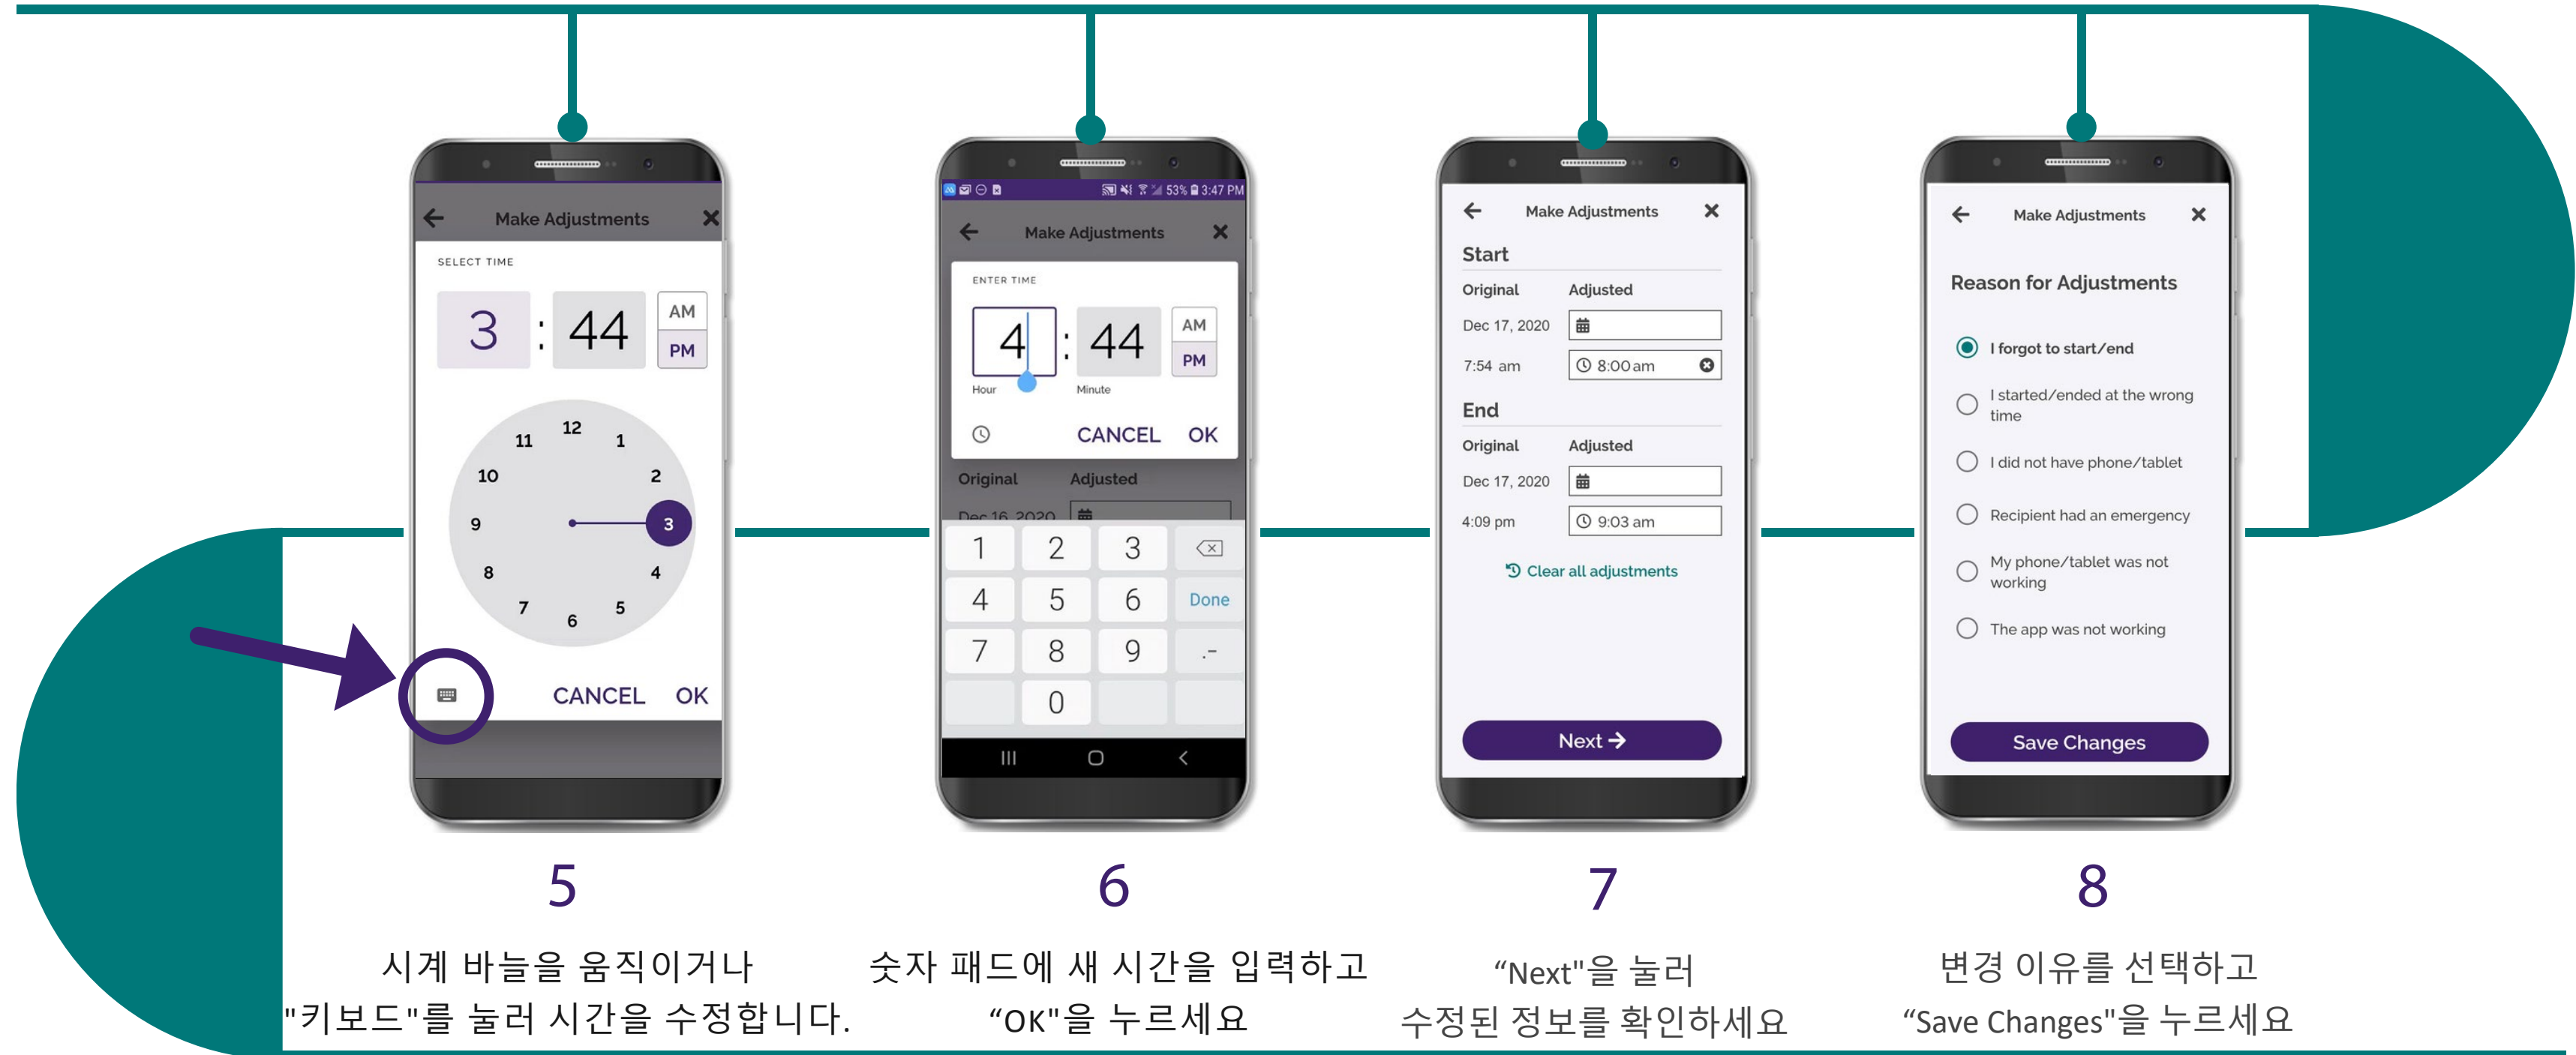 Make Adjustments
SELECT TIME
3 : 44
AM
PM
12
11
1
10
2
9
3
8
4
7
5
6
CANCEL OK
5
시계 바늘을 움직이거나
"키보드"를 눌러 시간을 수정합니다.
53% 3:47 PM
Make Adjustments
ENTER TIME
4 : 44
AM
PM
Hour Minute
CANCEL OK
Original Adjusted
Dec 16, 2020
1 2 3
4 5 6 Done
7 8 9 .-
0
6
숫자 패드에 새 시간을 입력하고
“OK"을 누르세요
Make Adjustments
Start
Original Adjusted
Dec 17, 2020
7:54 am 8:00 am
End
Original Adjusted
Dec 17, 2020
4:09 pm 9:03 am
Clear all adjustments
Next →
7
“Next"을 눌러
수정된 정보를 확인하세요
Make Adjustments
Reason for Adjustments
I forgot to start/end
I started/ended at the wrong
time
I did not have phone/tablet
Recipient had an emergency
My phone/tablet was not
working
The app was not working
Save Changes
8
변경 이유를 선택하고
“Save Changes"을 누르세요